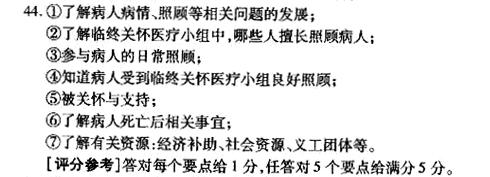 44. ①了解病人病情、照顾等相关问题的发展；
②了解临终关怀医疗小组中，哪些人擅长照顾病人；
③参与病人的日常照顾；
④知道病人受到临终关怀医疗小组良好照顾；
⑤被关怀与支持；
⑥了解病人死亡后相关事宜；
⑦了解有关资源：经济补助、社会资源、义工团体等。
[评分参考]答对每个要点给1分，任答对5个要点给满分5分。